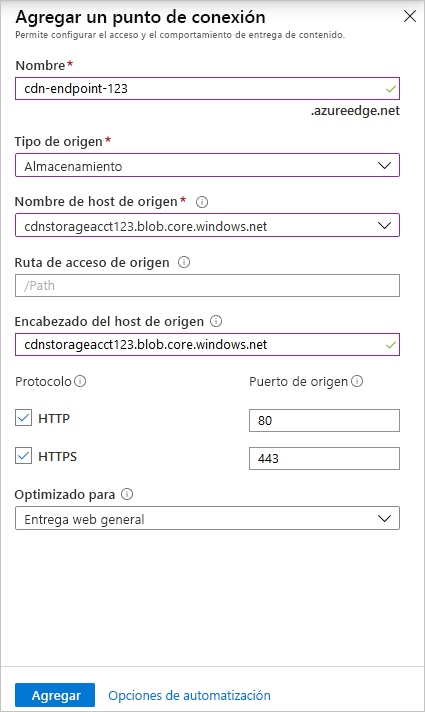 Agregar un punto de conexión
Permite configurar el acceso y el comportamiento de entrega de contenido.
Nombre*
cdn-endpoint-123
.azureedge.net
Tipo de origen*
Almacenamiento
Nombre de host de origen*
cdnstorageacct123.blob.core.windows.net
Ruta de acceso de origen
/Path
Encabezado del host de origen
cdnstorageacct123.blob.core.windows.net
Protocolo Puerto de origen
HTTP 80
HTTPS 443
Optimizado para
Entrega web general
Agregar Opciones de automatización